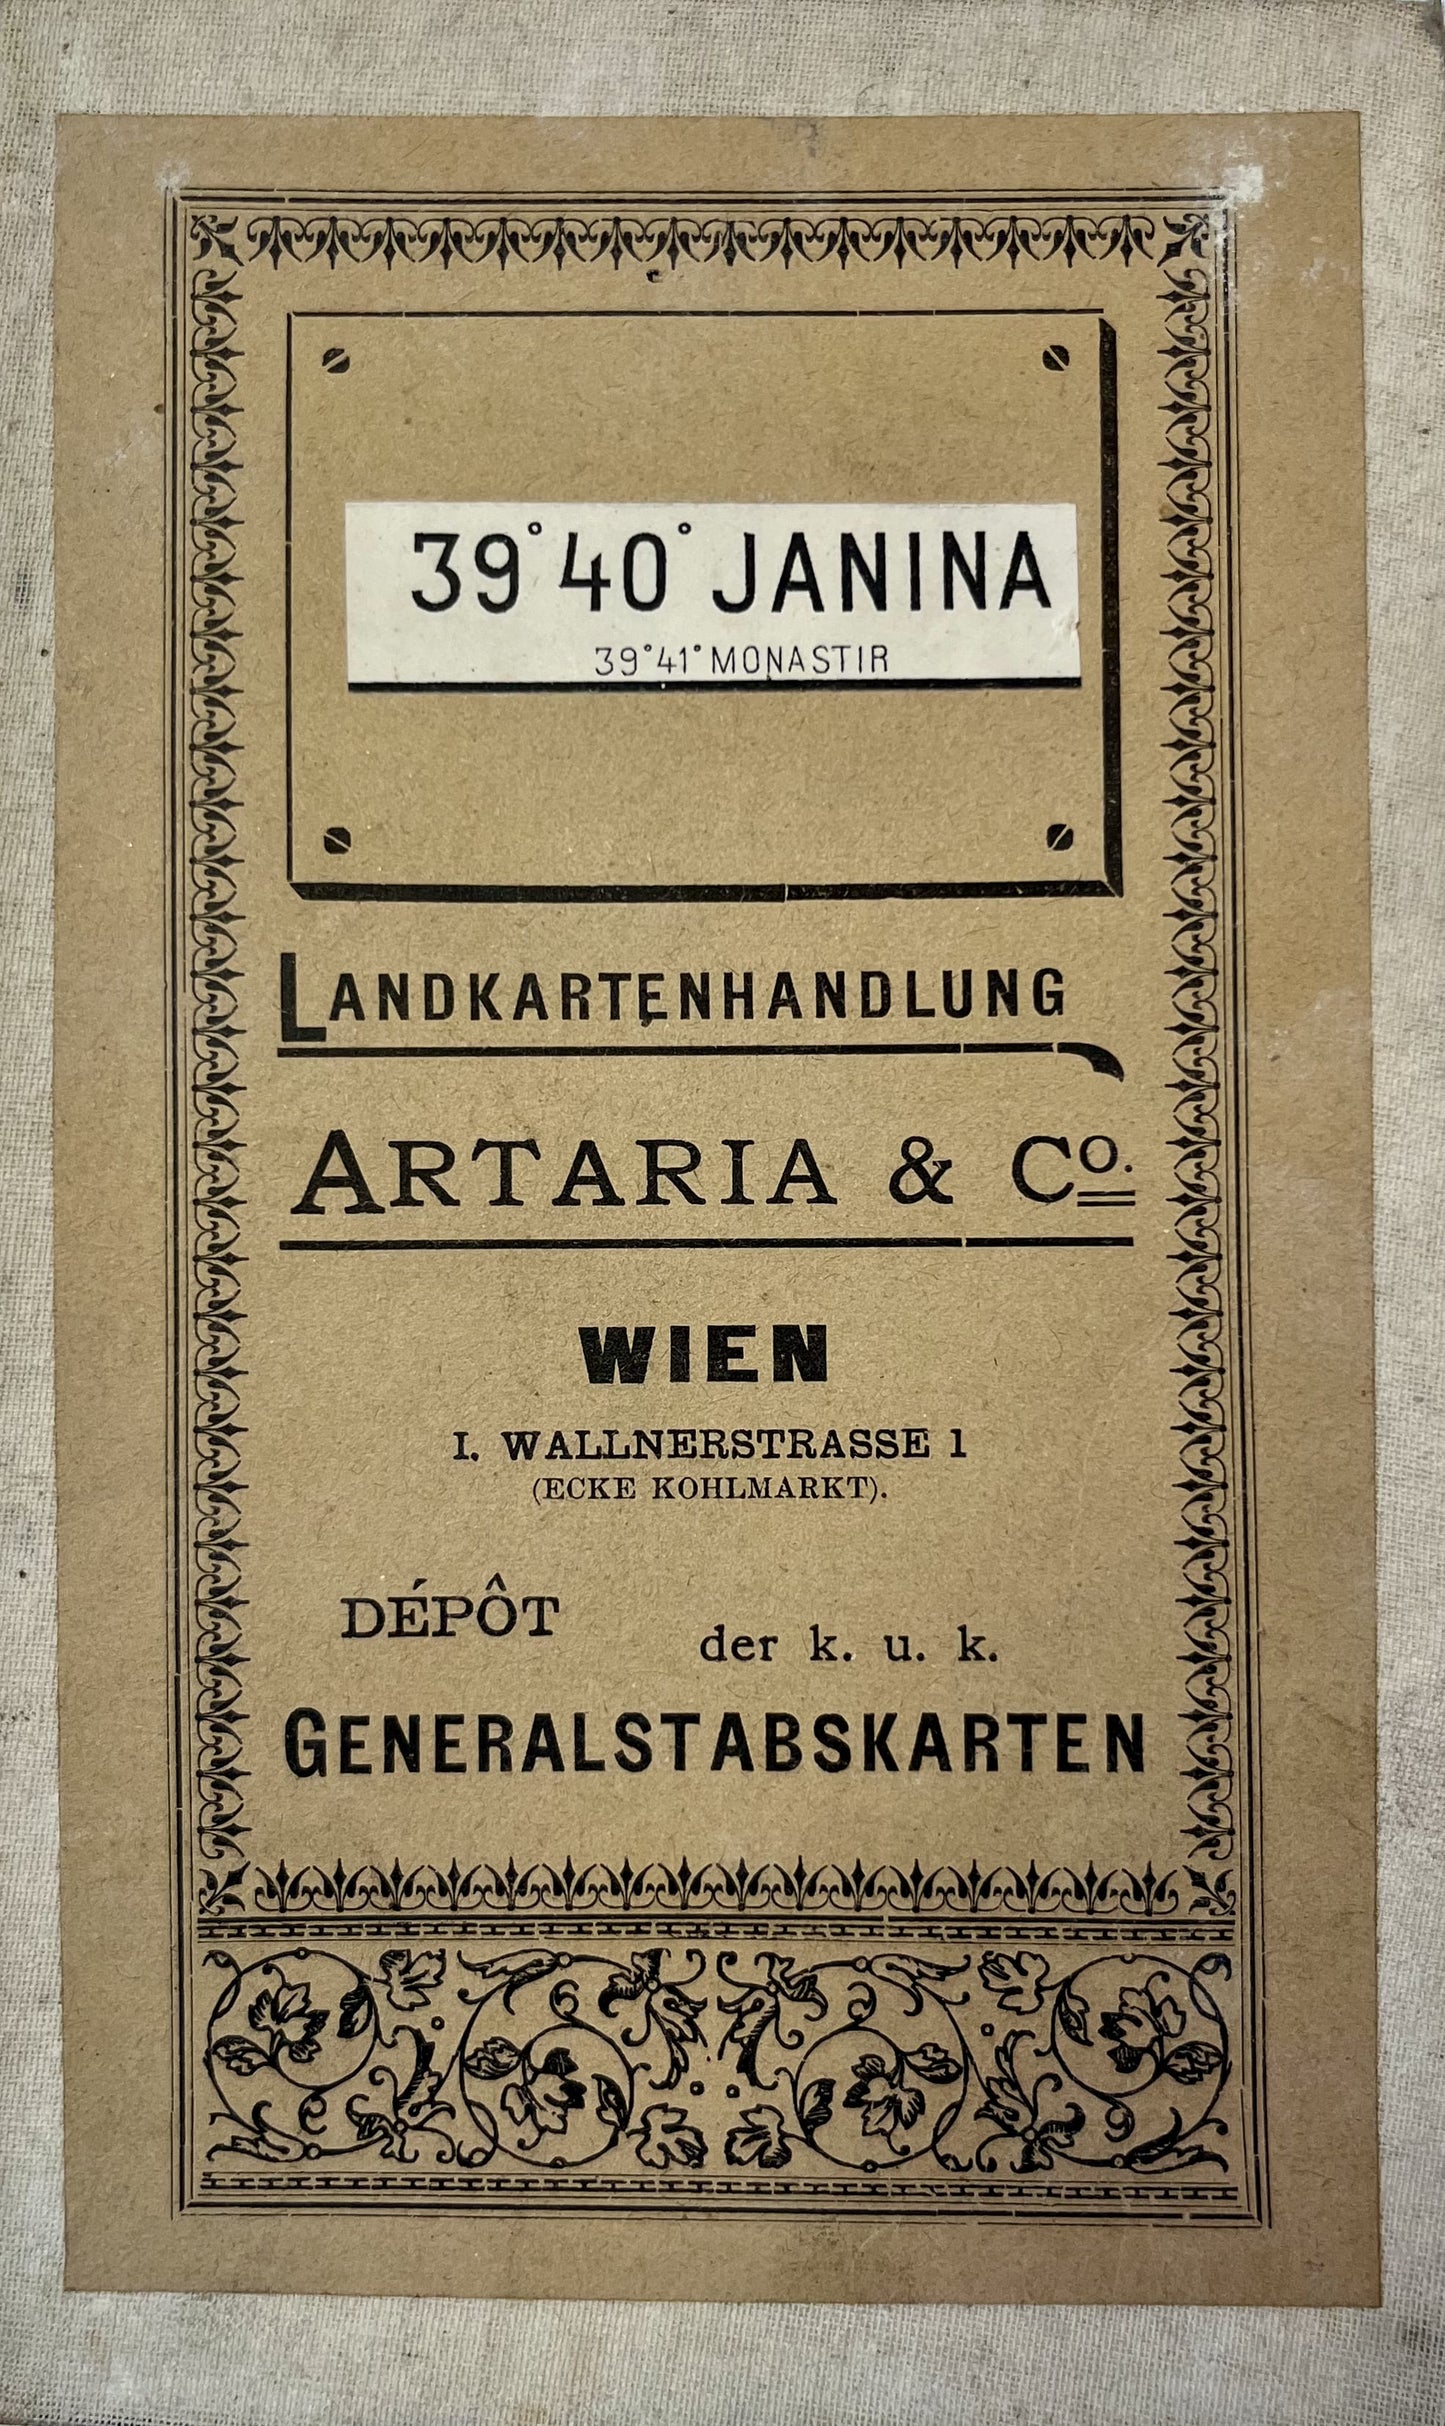 39° 40° JANINA
39° 41° MONASTIR
LANDKARTENHANDLUNG
ARTARIA & Co.
WIEN
I. WALLNERSTRASSE 1
(ECKE KOHLMARKT).
DÉPÔT der k. u. k.
GENERALSTABSKARTEN